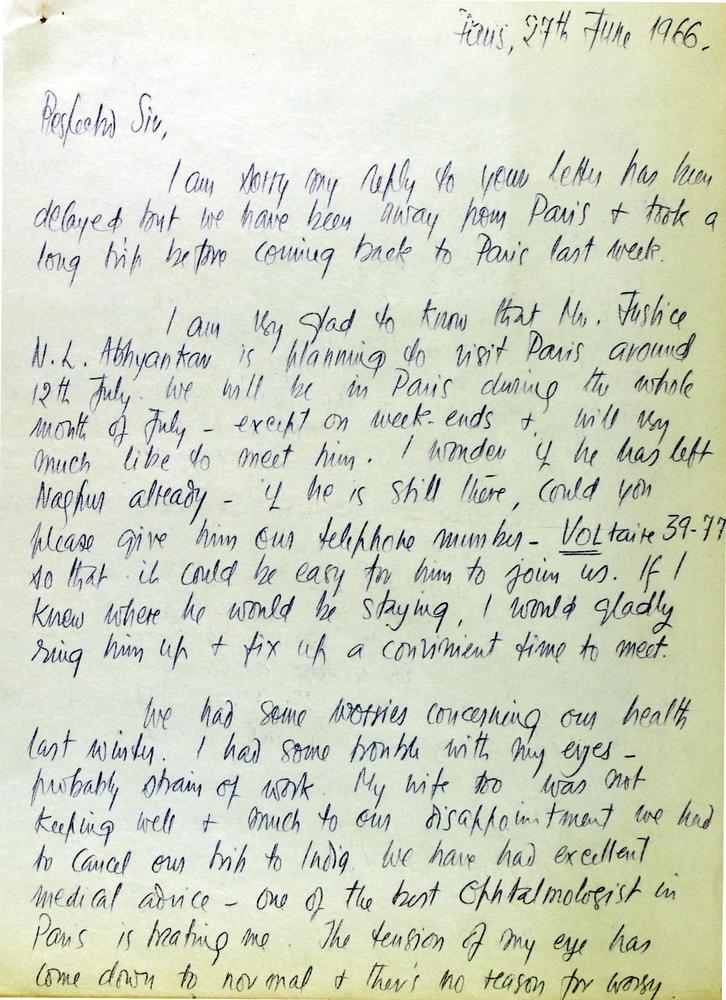 Paris, 27th June 1966.
Respected Sir,
I am sorry my reply to your letter has been
delayed but we have been away from Paris + took a
long trip before coming back to Paris last week.
I am very glad to know that Mr. Justice
N. L. Abhyankar is planning to visit Paris around
12th July. We will be in Paris during the whole
month of July - except on week-ends + will very
much like to meet him. I wonder if he has left
Nagpur already - if he is still there, could you
please give him our telephone number - VOLtaire 39-77
so that it could be easy for him to join us. If I
knew where he would be staying, I would gladly
ring him up + fix up a convinient time to meet.
We had some worries concerning our health
last winter. I had some trouble with my eyes -
probably strain of work. My wife too was not
keeping well + much to our disappointment we had
to cancel our trip to India. We have had excellent
medical advice - one of the best Ophtalmologist in
Paris is treating me. The tension of my eye has
come down to normal + there's no reason for worry.